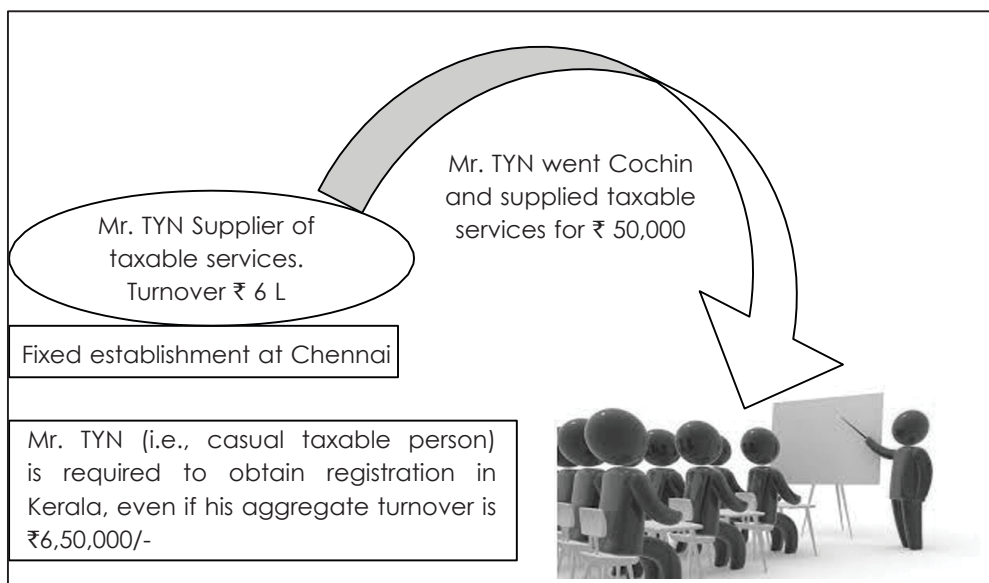 Mr. TYN went Cochin
and supplied taxable
services for ₹ 50,000
Mr. TYN Supplier of
taxable services.
Turnover ₹ 6 L
Fixed establishment at Chennai
Mr. TYN (i.e., casual taxable person)
is required to obtain registration in
Kerala, even if his aggregate turnover is
₹6,50,000/-